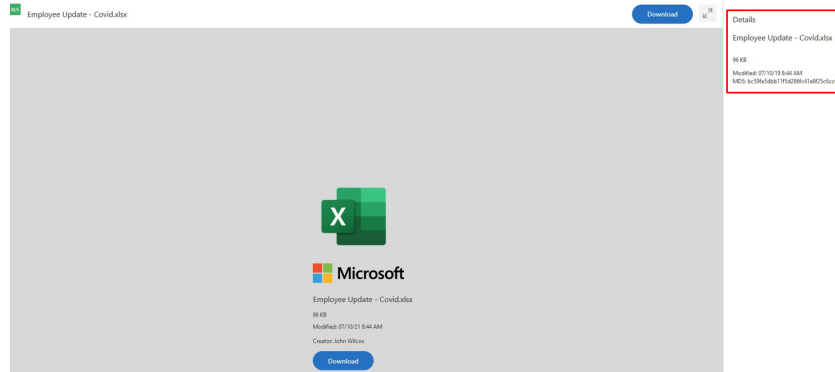 XLS
Employee Update - Covid.xlsx
Download
Details
Employee Update - Covid.xlsx
96 KB
Modified: 07/10/19 8:44 AM
MD5:
X
Microsoft
Employee Update - Covid.xlsx
96 KB
Modified: 07/10/21 8:44 AM
Creator: John Wilcox
Download